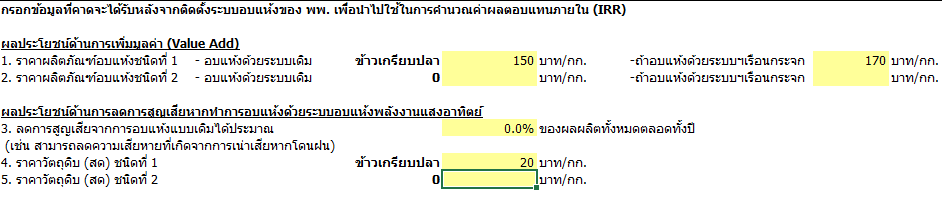 กรอกข้อมูลที่คาดจะได้รับหลังจากติดตั้งระบบอบแห้งของ พพ. เพื่อนำไปใช้ในการคำนวณค่าผลตอบแทนภายใน (IRR)
ผลประโยชน์ด้านการเพิ่มมูลค่า (Value Add)
1. ราคาผลิตภัณฑ์อบแห้งชนิดที่ 1 - อบแห้งด้วยระบบเดิม ข้าวเกรียบปลา 150 บาท/กก. -ถ้าอบแห้งด้วยระบบฯเรือนกระจก 170 บาท/กก.
2. ราคาผลิตภัณฑ์อบแห้งชนิดที่ 2 - อบแห้งด้วยระบบเดิม 0 บาท/กก. -ถ้าอบแห้งด้วยระบบฯเรือนกระจก บาท/กก.
ผลประโยชน์ด้านการลดการสูญเสียหากทำการอบแห้งด้วยระบบอบแห้งพลังงานแสงอาทิตย์
3. ลดการสูญเสียจากการอบแห้งแบบเดิมได้ประมาณ 0.0% ของผลผลิตทั้งหมดตลอดทั้งปี
(เช่น สามารถลดความเสียหายที่เกิดจากการเน่าเสียหากโดนฝน)
4. ราคาวัตถุดิบ (สด) ชนิดที่ 1 ข้าวเกรียบปลา 20 บาท/กก.
5. ราคาวัตถุดิบ (สด) ชนิดที่ 2 0 บาท/กก.